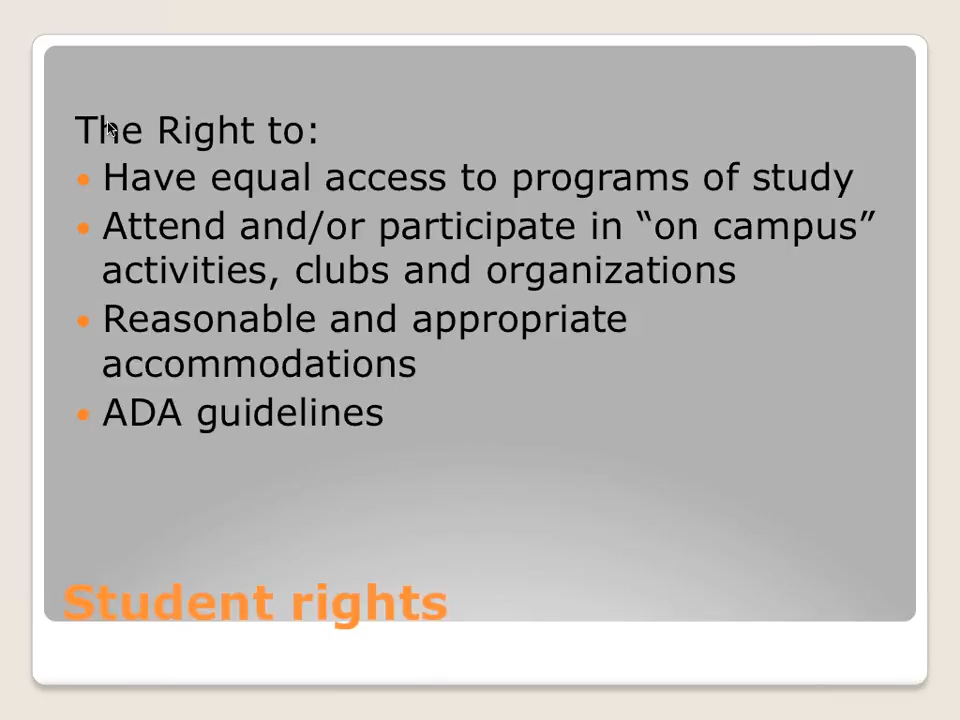 The Right to:
• Have equal access to programs of study
• Attend and/or participate in “on campus”
activities, clubs and organizations
• Reasonable and appropriate
accommodations
• ADA guidelines
Student rights